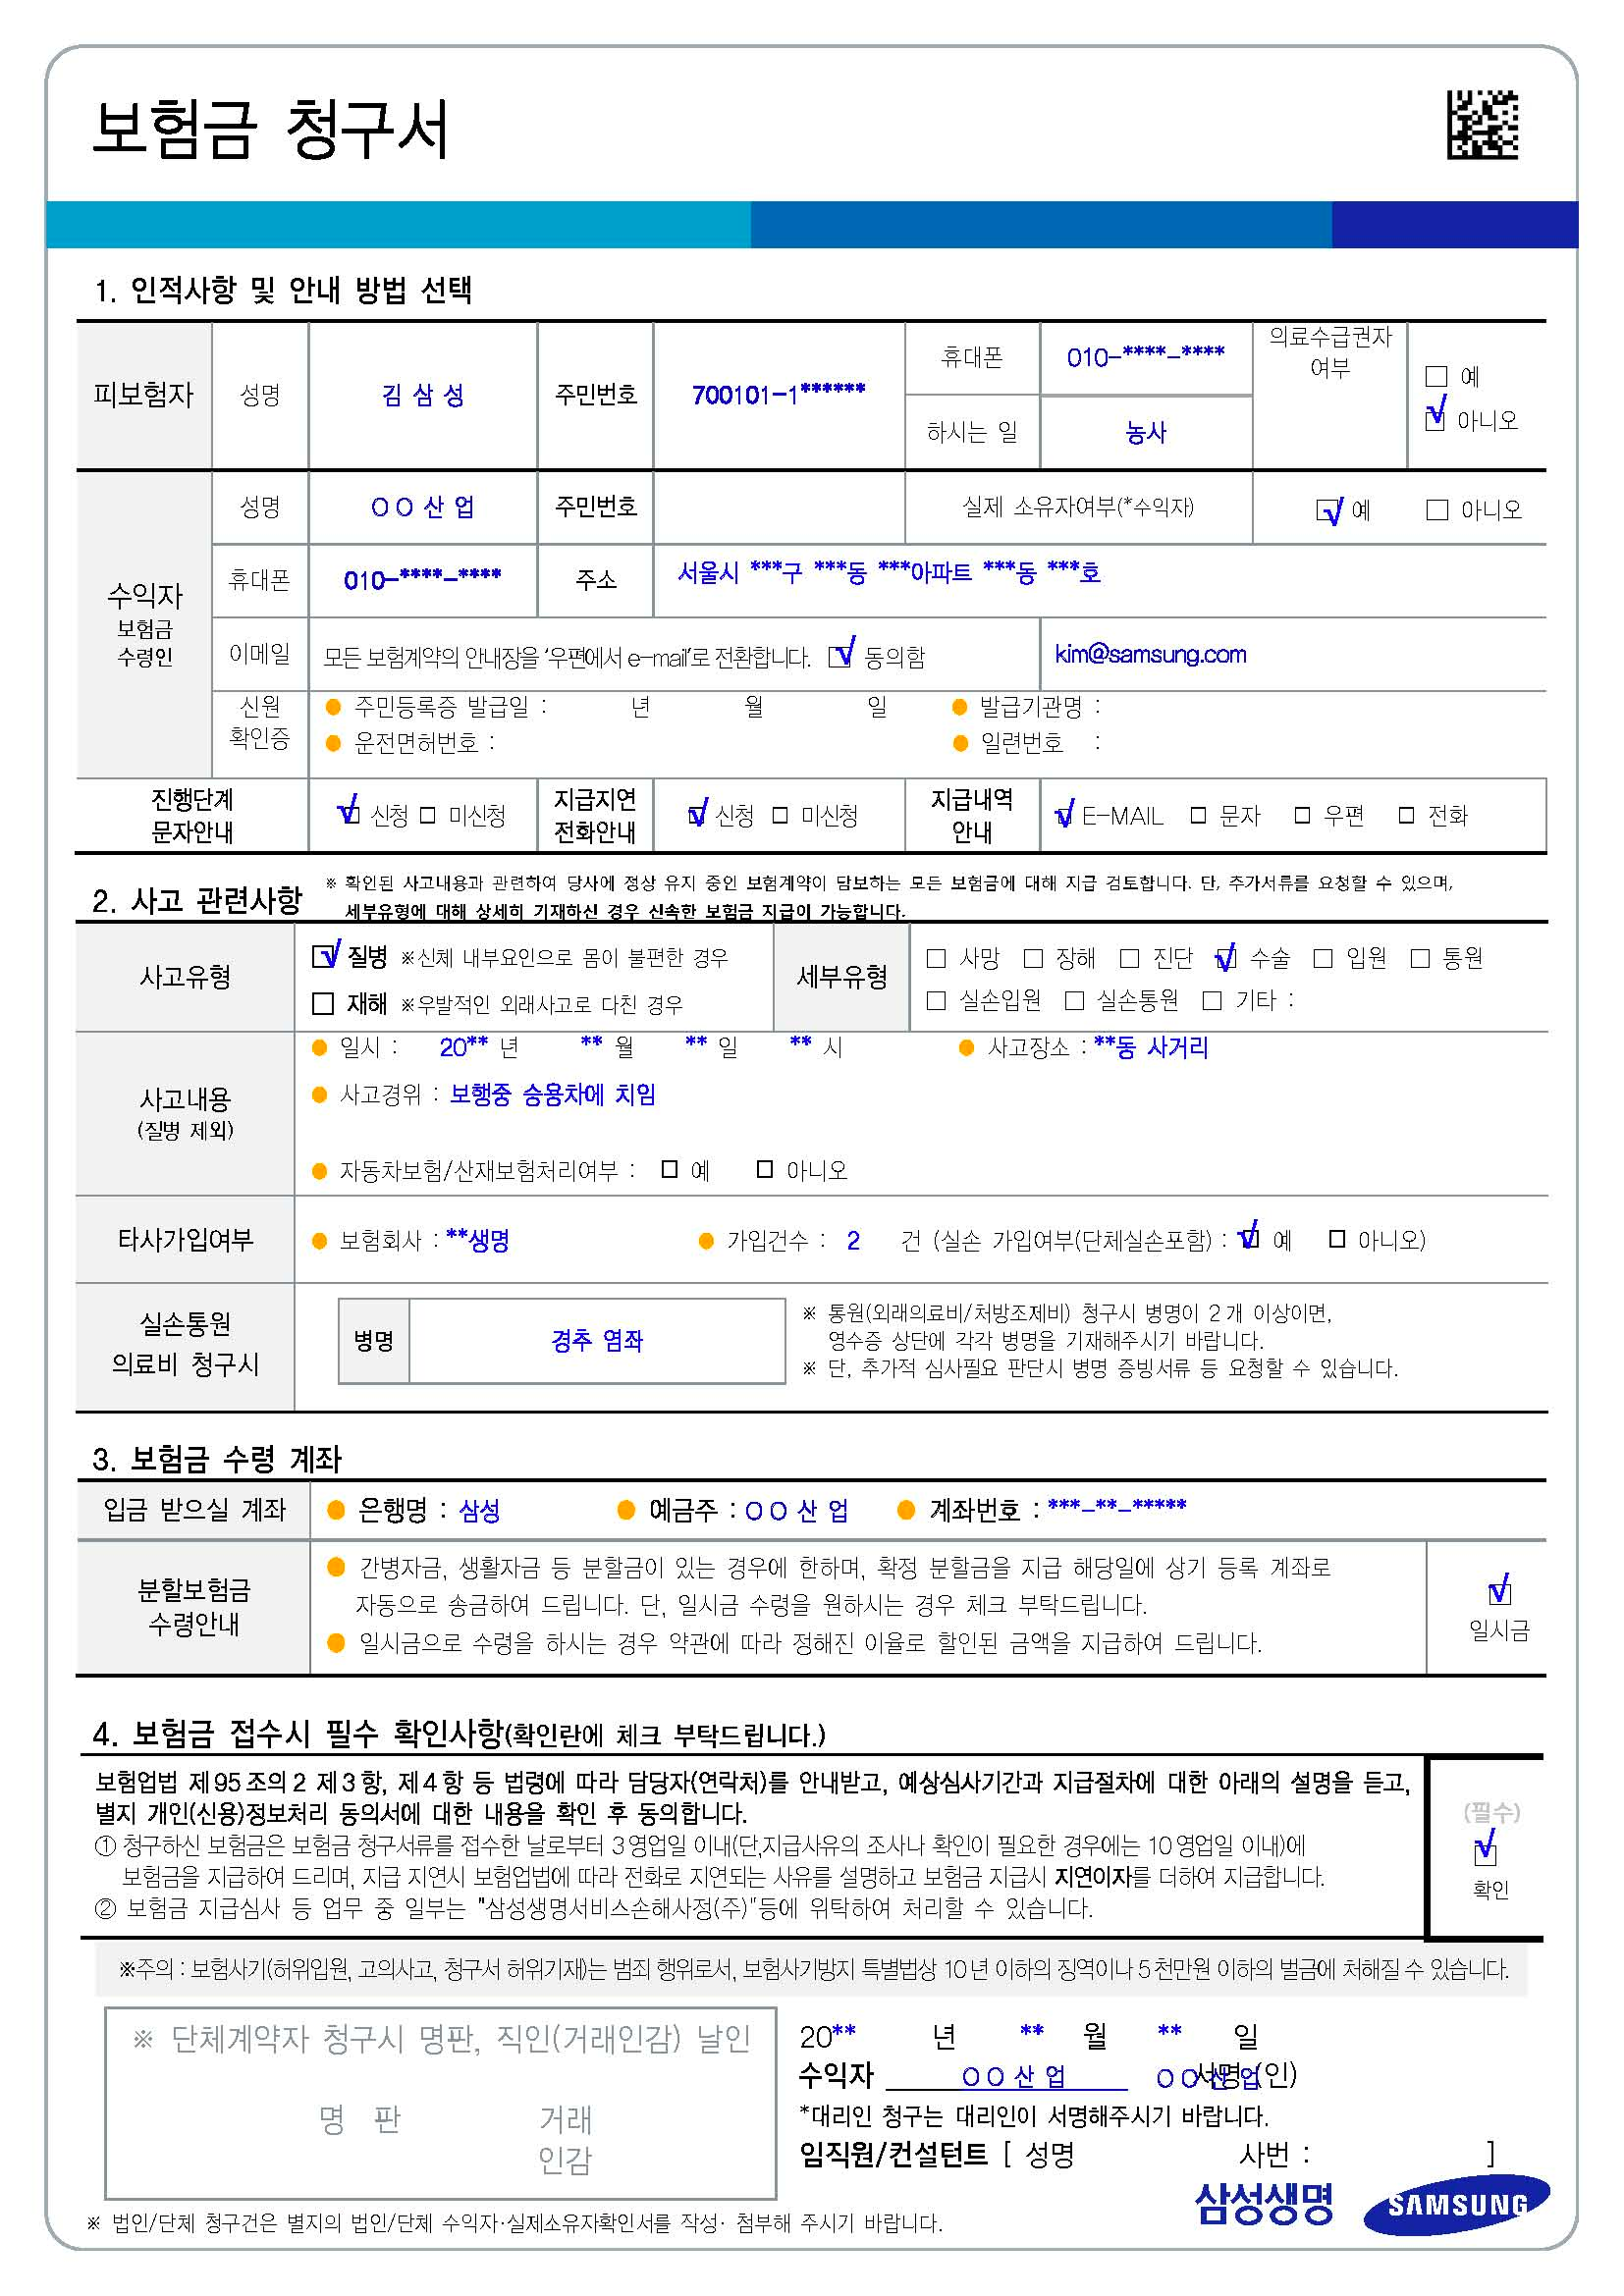 보험금 청구서
1. 인적사항 및 안내 방법 선택
피보험자 성명 김 삼 성 주민번호 700101-1****** 휴대폰 010-****-**** 의료수급권자 여부 □ 예
하시는 일 농사 √ 아니오
수익자 보험금 수령인 성명 O O 산 업 주민번호 실제 소유자여부(*수익자) √ 예 □ 아니오
휴대폰 010-****-**** 주소 서울시 ***구 ***동 ***아파트 ***동 ***호
이메일 모든 보험계약의 안내장을 '우편에서 e-mail'로 전환합니다. √ 동의함 kim@samsung.com
신원 확인증 ● 주민등록증 발급일 : 년 월 일 ● 발급기관명 :
● 운전면허번호 : ● 일련번호 :
진행단계 문자안내 √ 신청 □ 미신청 지급지연 전화안내 √ 신청 □ 미신청 지급내역 안내 √ E-MAIL □ 문자 □ 우편 □ 전화
2. 사고 관련사항 ※ 확인된 사고내용과 관련하여 당사에 정상 유지 중인 보험계약이 담보하는 모든 보험금에 대해 지급 검토합니다. 단, 추가서류를 요청할 수 있으며,
세부유형에 대해 상세히 기재하신 경우 신속한 보험금 지급이 가능합니다.
사고유형 √ 질병 ※신체 내부요인으로 몸이 불편한 경우 세부유형 □ 사망 □ 장해 □ 진단 √ 수술 □ 입원 □ 통원
□ 재해 ※우발적인 외래사고로 다친 경우 □ 실손입원 □ 실손통원 □ 기타 :
사고내용 (질병 제외) ● 일시 : 20** 년 ** 월 ** 일 ** 시 ● 사고장소 : **동 사거리
● 사고경위 : 보행중 승용차에 치임
● 자동차보험/산재보험처리여부 : □ 예 □ 아니오
타사가입여부 ● 보험회사 : **생명 ● 가입건수 : 2 건 (실손 가입여부(단체실손포함) : √ 예 □ 아니오)
실손통원 의료비 청구시 병명 경추 염좌 ※ 통원(외래의료비/처방조제비) 청구시 병명이 2개 이상이면,
영수증 상단에 각각 병명을 기재해주시기 바랍니다.
※ 단, 추가적 심사필요 판단시 병명 증빙서류 등 요청할 수 있습니다.
3. 보험금 수령 계좌
입금 받으실 계좌 ● 은행명 : 삼성 ● 예금주 : O O 산 업 ● 계좌번호 : ***-**-*****
분할보험금 수령안내 ● 간병자금, 생활자금 등 분할금이 있는 경우에 한하며, 확정 분할금을 지급 해당일에 상기 등록 계좌로
자동으로 송금하여 드립니다. 단, 일시금 수령을 원하시는 경우 체크 부탁드립니다. √
● 일시금으로 수령을 하시는 경우 약관에 따라 정해진 이율로 할인된 금액을 지급하여 드립니다. 일시금
4. 보험금 접수시 필수 확인사항(확인란에 체크 부탁드립니다.)
보험업법 제95조의2 제3항, 제4항 등 법령에 따라 담당자(연락처)를 안내받고, 예상심사기간과 지급절차에 대한 아래의 설명을 듣고,
별지 개인(신용)정보처리 동의서에 대한 내용을 확인 후 동의합니다. (필수)
① 청구하신 보험금은 보험금 청구서류를 접수한 날로부터 3영업일 이내(단,지급사유의 조사나 확인이 필요한 경우에는 10영업일 이내)에 √
보험금을 지급하여 드리며, 지급 지연시 보험업법에 따라 전화로 지연되는 사유를 설명하고 보험금 지급시 지연이자를 더하여 지급합니다. 확인
② 보험금 지급심사 등 업무 중 일부는 "삼성생명서비스손해사정(주)"등에 위탁하여 처리할 수 있습니다.
※주의 : 보험사기(허위입원, 고의사고, 청구서 허위기재)는 범죄 행위로서, 보험사기방지 특별법상 10년 이하의 징역이나 5천만원 이하의 벌금에 처해질 수 있습니다.
※ 단체계약자 청구시 명판, 직인(거래인감) 날인
명 판 거래 인감
20** 년 ** 월 ** 일
수익자 O O 산 업 O O 산 업 서명 (인)
*대리인 청구는 대리인이 서명해주시기 바랍니다.
임직원/컨설턴트 [ 성명 사번 : ]
삼성생명 SAMSUNG
※ 법인/단체 청구건은 별지의 법인/단체 수익자·실제소유자확인서를 작성· 첨부해 주시기 바랍니다.